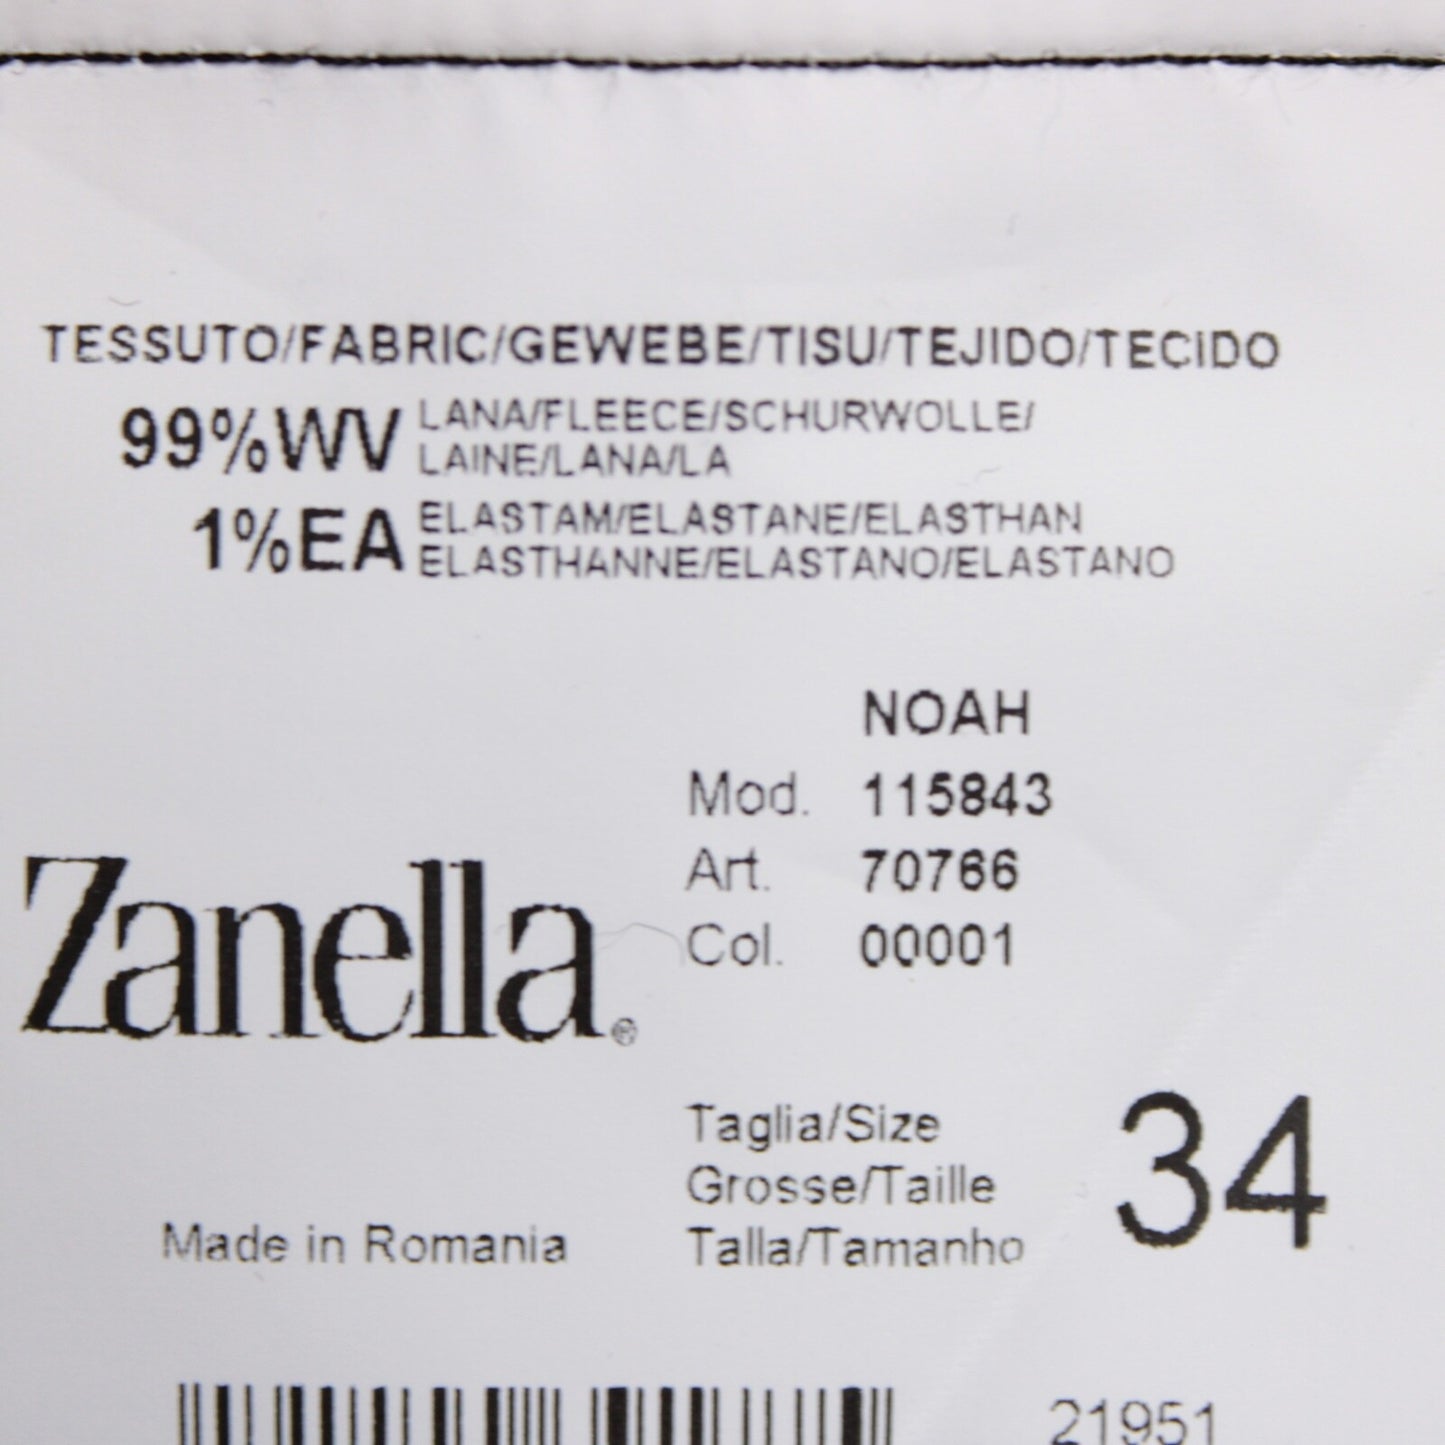 TESSUTO/FABRIC/GEWEBE/TISU/TEJIDO/TECIDO
99%WV LANA/FLEECE/SCHURWOLLE/
LAINE/LANA/LA
1%EA ELASTAM/ELASTANE/ELASTHAN
ELASTHANNE/ELASTANO/ELASTANO
NOAH
Mod. 115843
Art. 70766
Col. 00001
Zanella®
Taglia/Size
Grosse/Taille
Talla/Tamanho
34
Made in Romania
21951